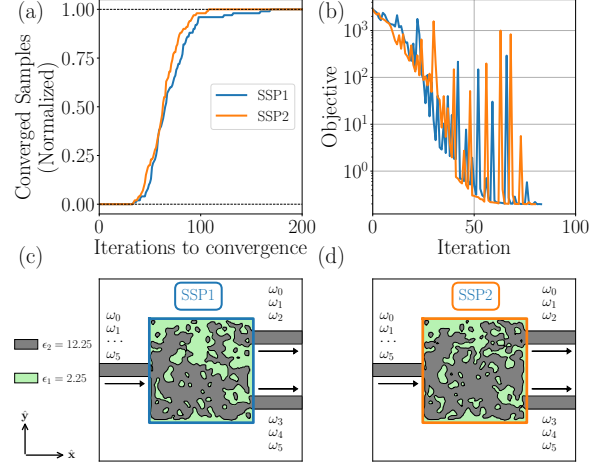 (a)
Converged Samples
(Normalized)
1.00
0.75
0.50
0.25
0.00
SSP1
SSP2
0
100
200
Iterations to convergence
(b)
Objective
10³
10²
10¹
10⁰
0
50
100
Iteration
(c)
SSP1
ω₀
ω₁
ω₂
ω₀
ω₁
...
ω₅
ω₃
ω₄
ω₅
ϵ₂ = 12.25
ϵ₁ = 2.25
ŷ
x̂
(d)
SSP2
ω₀
ω₁
ω₂
ω₀
ω₁
...
ω₅
ω₃
ω₄
ω₅